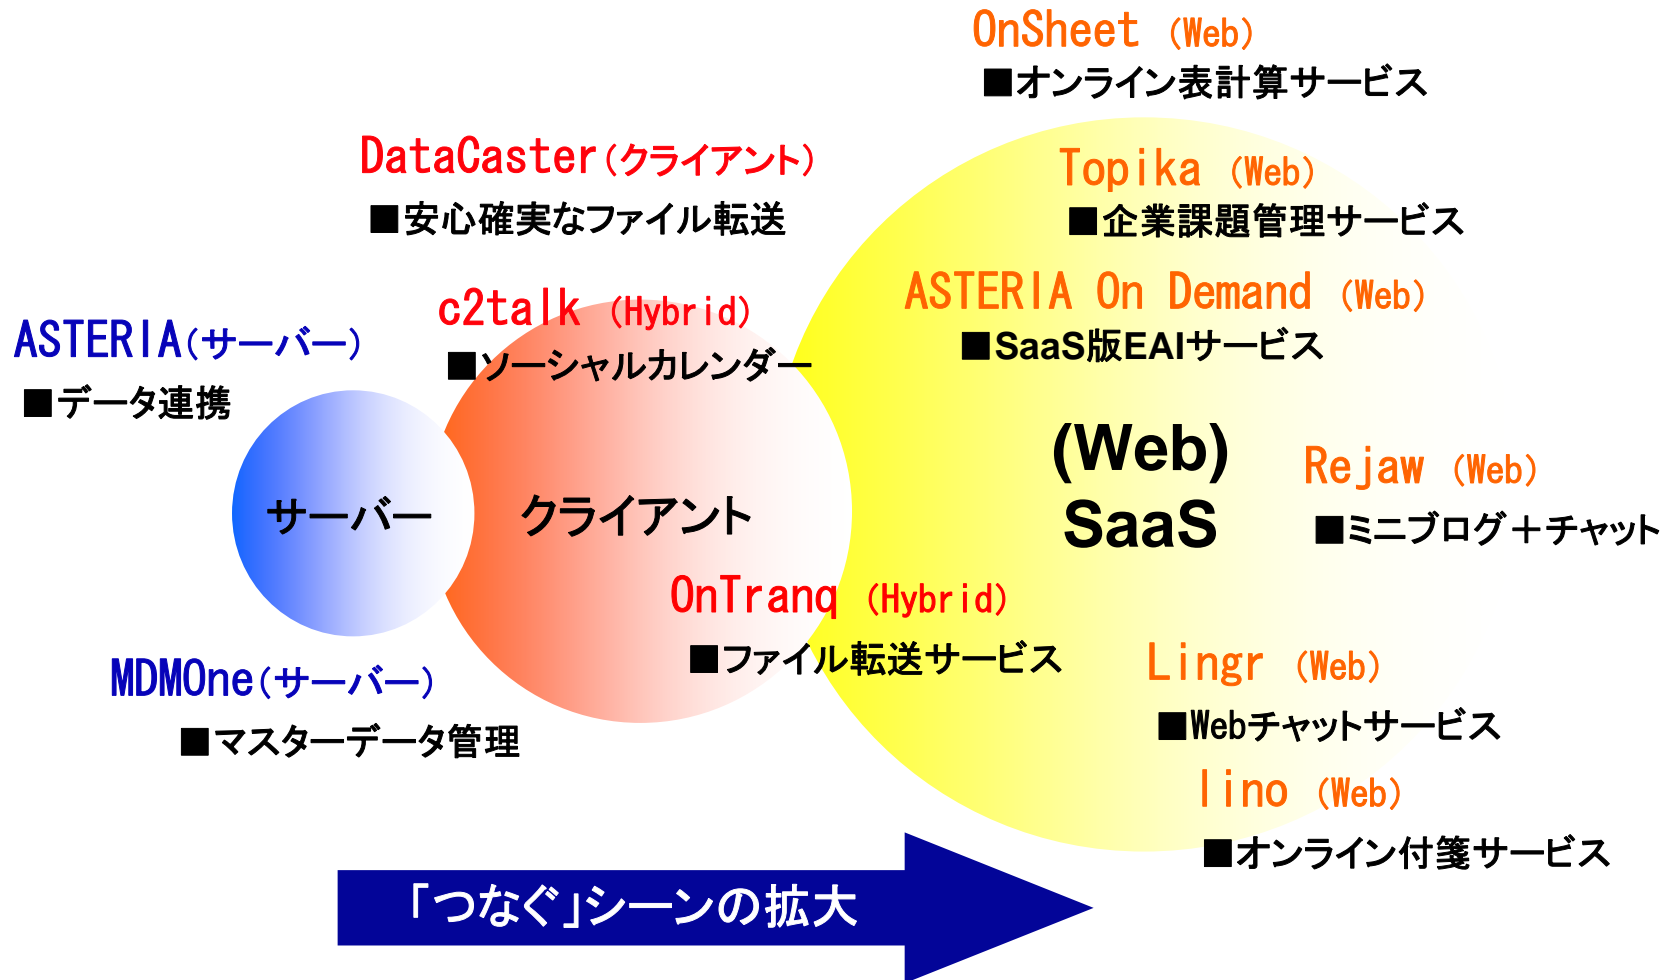 OnSheet (Web)
■オンライン表計算サービス
DataCaster(クライアント)
■安心確実なファイル転送
Topika (Web)
■企業課題管理サービス
ASTERIA On Demand (Web)
■SaaS版EAIサービス
c2talk (Hybrid)
■ソーシャルカレンダー
ASTERIA(サーバー)
■データ連携
サーバー
クライアント
(Web)
SaaS
Rejaw (Web)
■ミニブログ＋チャット
OnTranq (Hybrid)
■ファイル転送サービス
MDMOne(サーバー)
■マスターデータ管理
Lingr (Web)
■Webチャットサービス
lino (Web)
■オンライン付箋サービス
「つなぐ」シーンの拡大